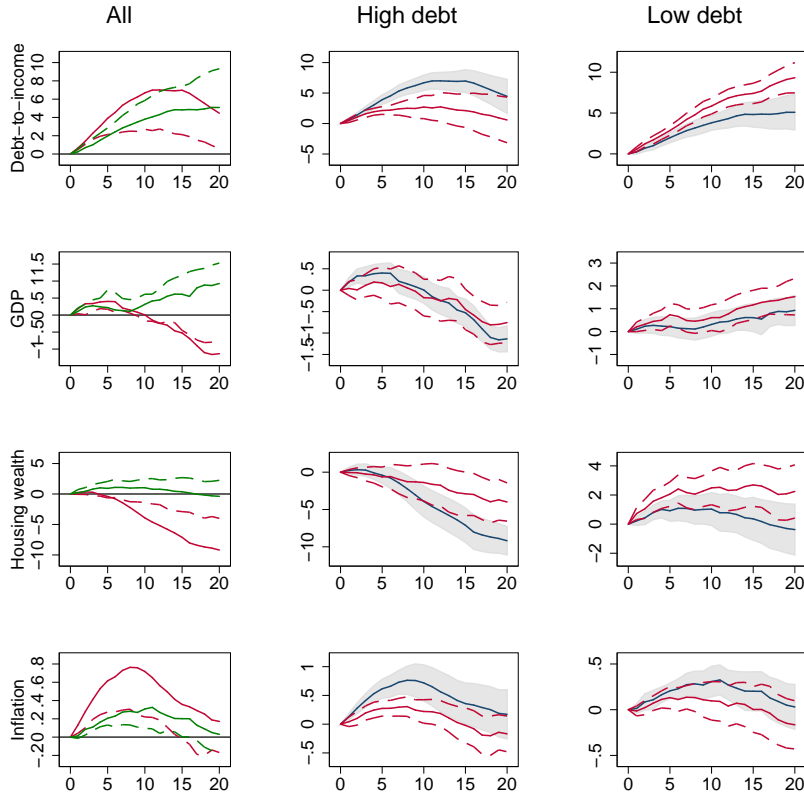 All High debt Low debt
Debt-to-income
0 2 4 6 8 10
0 5 10 15 20
−5 0 5 10
0 5 10 15 20
0 5 10
0 5 10 15 20
GDP
−1 −.5 0 .5 1 1.5
0 5 10 15 20
−1.5 −1 −.5 0 .5
0 5 10 15 20
−1 0 1 2 3
0 5 10 15 20
Housing wealth
−10 −5 0 5
0 5 10 15 20
−10 −5 0
0 5 10 15 20
−2 0 2 4
0 5 10 15 20
Inflation
−.2 0 .2 .4 .6 .8
0 5 10 15 20
−.5 0 .5 1
0 5 10 15 20
−.5 0 .5
0 5 10 15 20